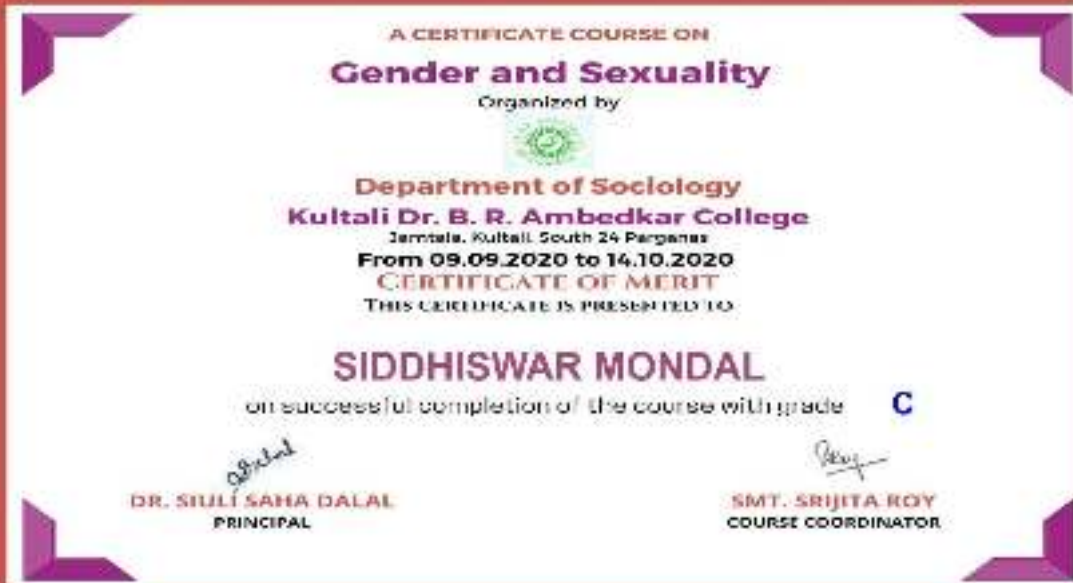 A CERTIFICATE COURSE ON
Gender and Sexuality
Organized by
Department of Sociology
Kultali Dr. B. R. Ambedkar College
Jamtala, Kultali, South 24 Parganas
From 09.09.2020 to 14.10.2020
CERTIFICATE OF MERIT
THIS CERTIFICATE IS PRESENTED TO
SIDDHISWAR MONDAL
on successful completion of the course with grade C
DR. SIULI SAHA DALAL
PRINCIPAL
SMT. SRIJITA ROY
COURSE COORDINATOR